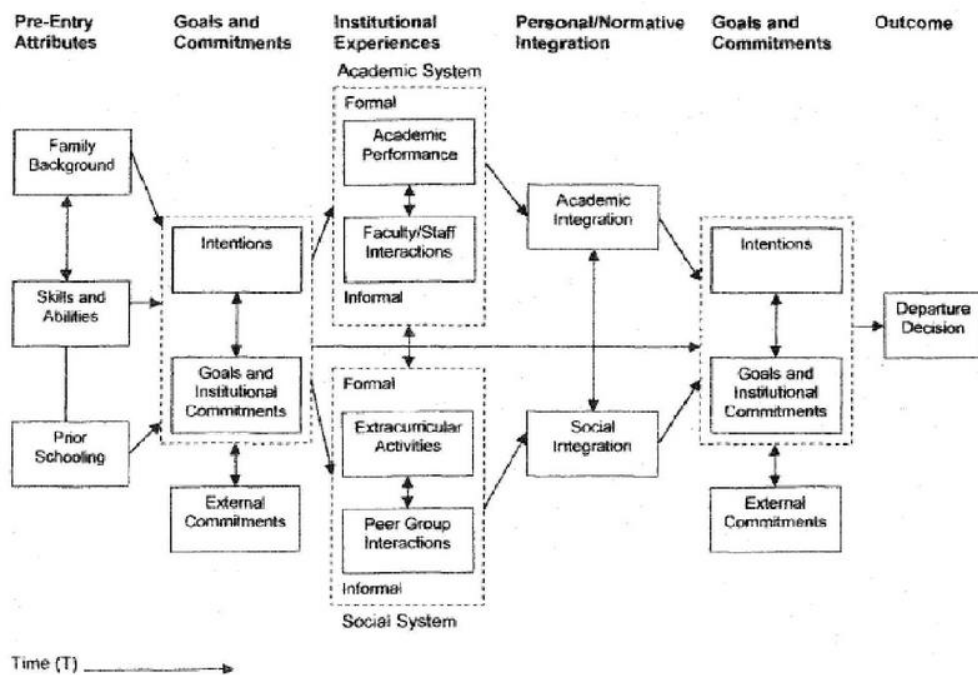 Pre-Entry
Attributes
Goals and
Commitments
Institutional
Experiences
Personal/Normative
Integration
Goals and
Commitments
Outcome
Academic System
Formal
Academic
Performance
Faculty/Staff
Interactions
Informal
Family
Background
Skills and
Abilities
Prior
Schooling
Intentions
Goals and
Institutional
Commitments
External
Commitments
Formal
Extracurricular
Activities
Peer Group
Interactions
Informal
Social System
Academic
Integration
Social
Integration
Intentions
Goals and
Institutional
Commitments
External
Commitments
Departure
Decision
Time (T)